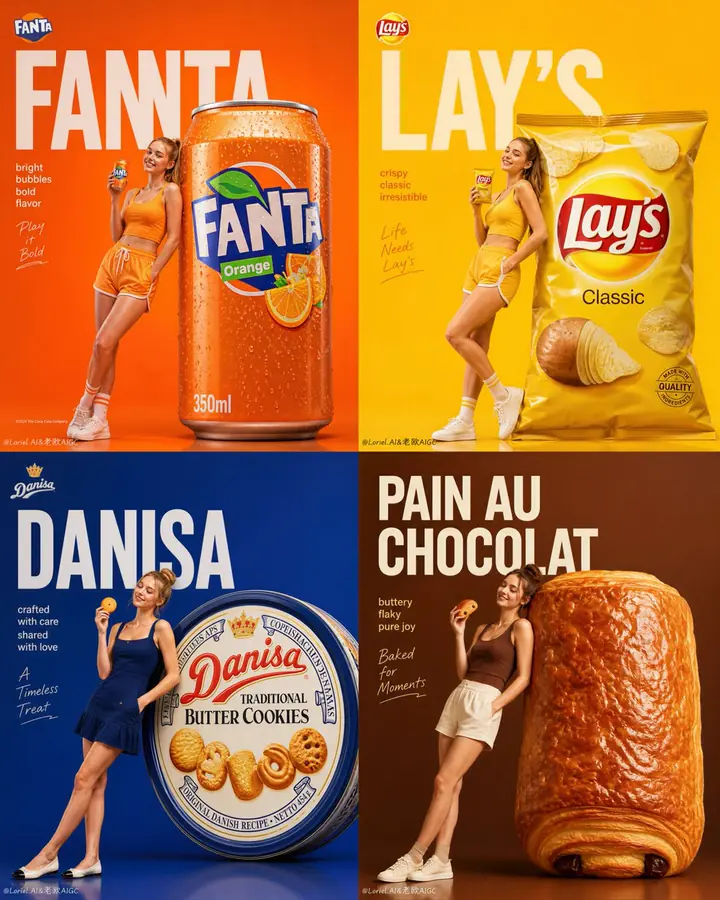 FANTA
FANTA
bright
bubbles
bold
flavor
Play
it
Bold
FANTA
FANTA
Orange
350ml
@Loriel.AI&老欧AIGC
Lay's
LAY'S
crispy
classic
irresistible
Life
Needs
Lay's
Lay's
Lay's
Classic
MADE WITH
QUALITY
INGREDIENTS
@Loriel.AI&老欧AIGC
Danisa
DANISA
crafted
with care
shared
with love
A
Timeless
Treat
Danisa
TRADITIONAL
BUTTER COOKIES
ORIGINAL DANISH RECIPE • NETTO 454 g
@Loriel.AI&老欧AIGC
PAIN AU
CHOCOLAT
buttery
flaky
pure joy
Baked
for
Moments
@Loriel.AI&老欧AIGC